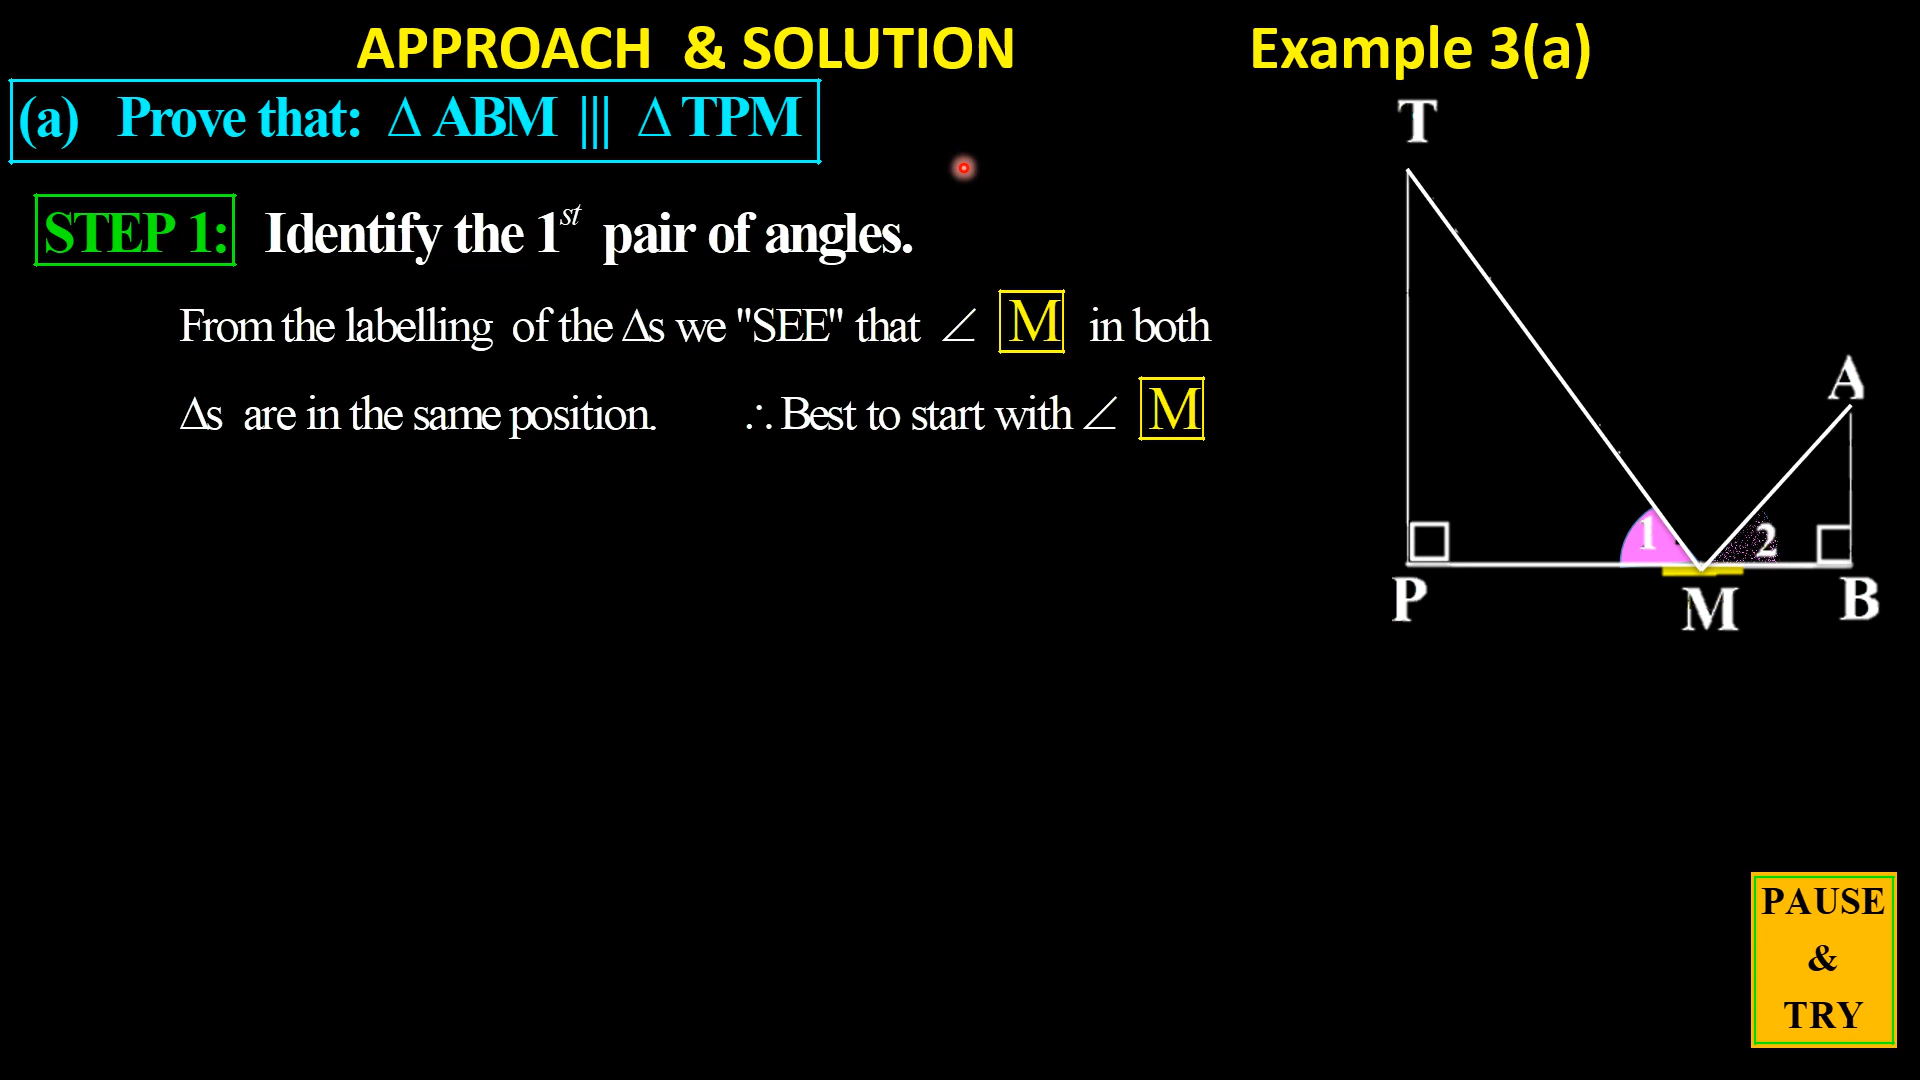 APPROACH & SOLUTION Example 3(a)
(a) Prove that: Δ ABM ||| Δ TPM
STEP 1: Identify the 1st pair of angles.
From the labelling of the Δs we "SEE" that ∠ M in both
Δs are in the same position. ∴ Best to start with ∠ M
T
A
1
2
P
M
B
PAUSE
&
TRY